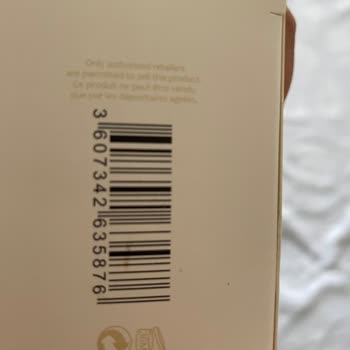 Only authorised retailers
are permitted to sell this product.
Ce produit ne peut être vendu
que par les dépositaires agréés.
3 607342 635876